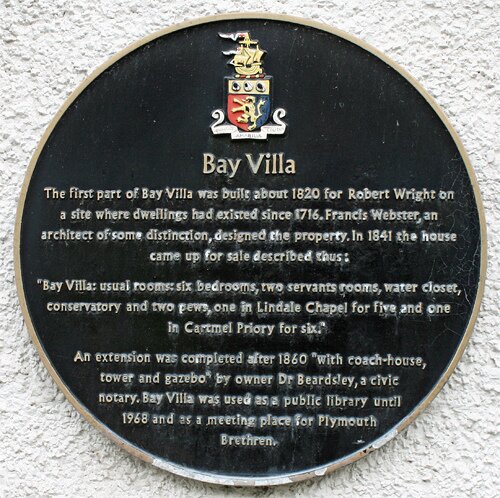 Bay Villa
The first part of Bay Villa was built about 1820 for Robert Wright on
a site where dwellings had existed since 1716. Francis Webster, an
architect of some distinction, designed the property. In 1841 the house
came up for sale described thus:
"Bay Villa: usual rooms: six bedrooms, two servants rooms, water closet,
conservatory and two pews, one in Lindale Chapel for five and one
in Cartmel Priory for six."
An extension was completed after 1860 "with coach-house,
tower and gazebo" by owner Dr Beardsley, a civic
notary. Bay Villa was used as a public library until
1968 and as a meeting place for Plymouth
Brethren.